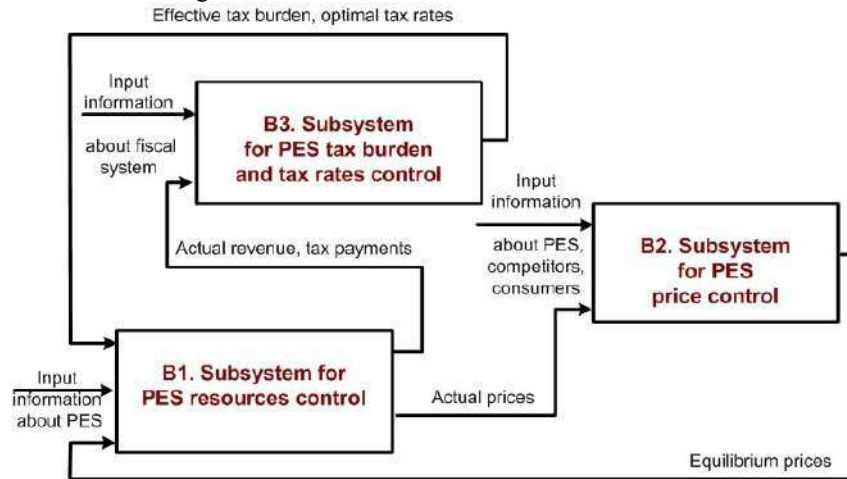 Effective tax burden, optimal tax rates
Input
information
about fiscal
system
B3. Subsystem
for PES tax burden
and tax rates control
Input
information
about PES,
competitors,
consumers
B2. Subsystem
for PES
price control
Actual revenue, tax payments
Input
information
about PES
B1. Subsystem for
PES resources control
Actual prices
Equilibrium prices